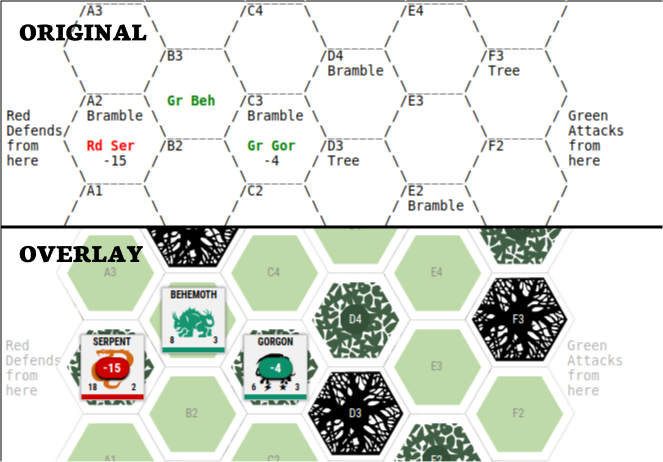 ORIGINAL
A3
C4
E4
B3
D4
Bramble
F3
Tree
A2
Bramble
Gr Beh
C3
Bramble
E3
Red
Defends
from
here
Green
Attacks
from
here
Rd Ser
-15
B2
Gr Gor
-4
D3
Tree
F2
A1
C2
E2
Bramble
OVERLAY
A3
C4
E4
BEHEMOTH
8 3
D4
F3
Red
Defends
from
here
SERPENT
-15
18 2
GORGON
-4
6 3
E3
Green
Attacks
from
here
B2
D3
F2
A1
C2
E2